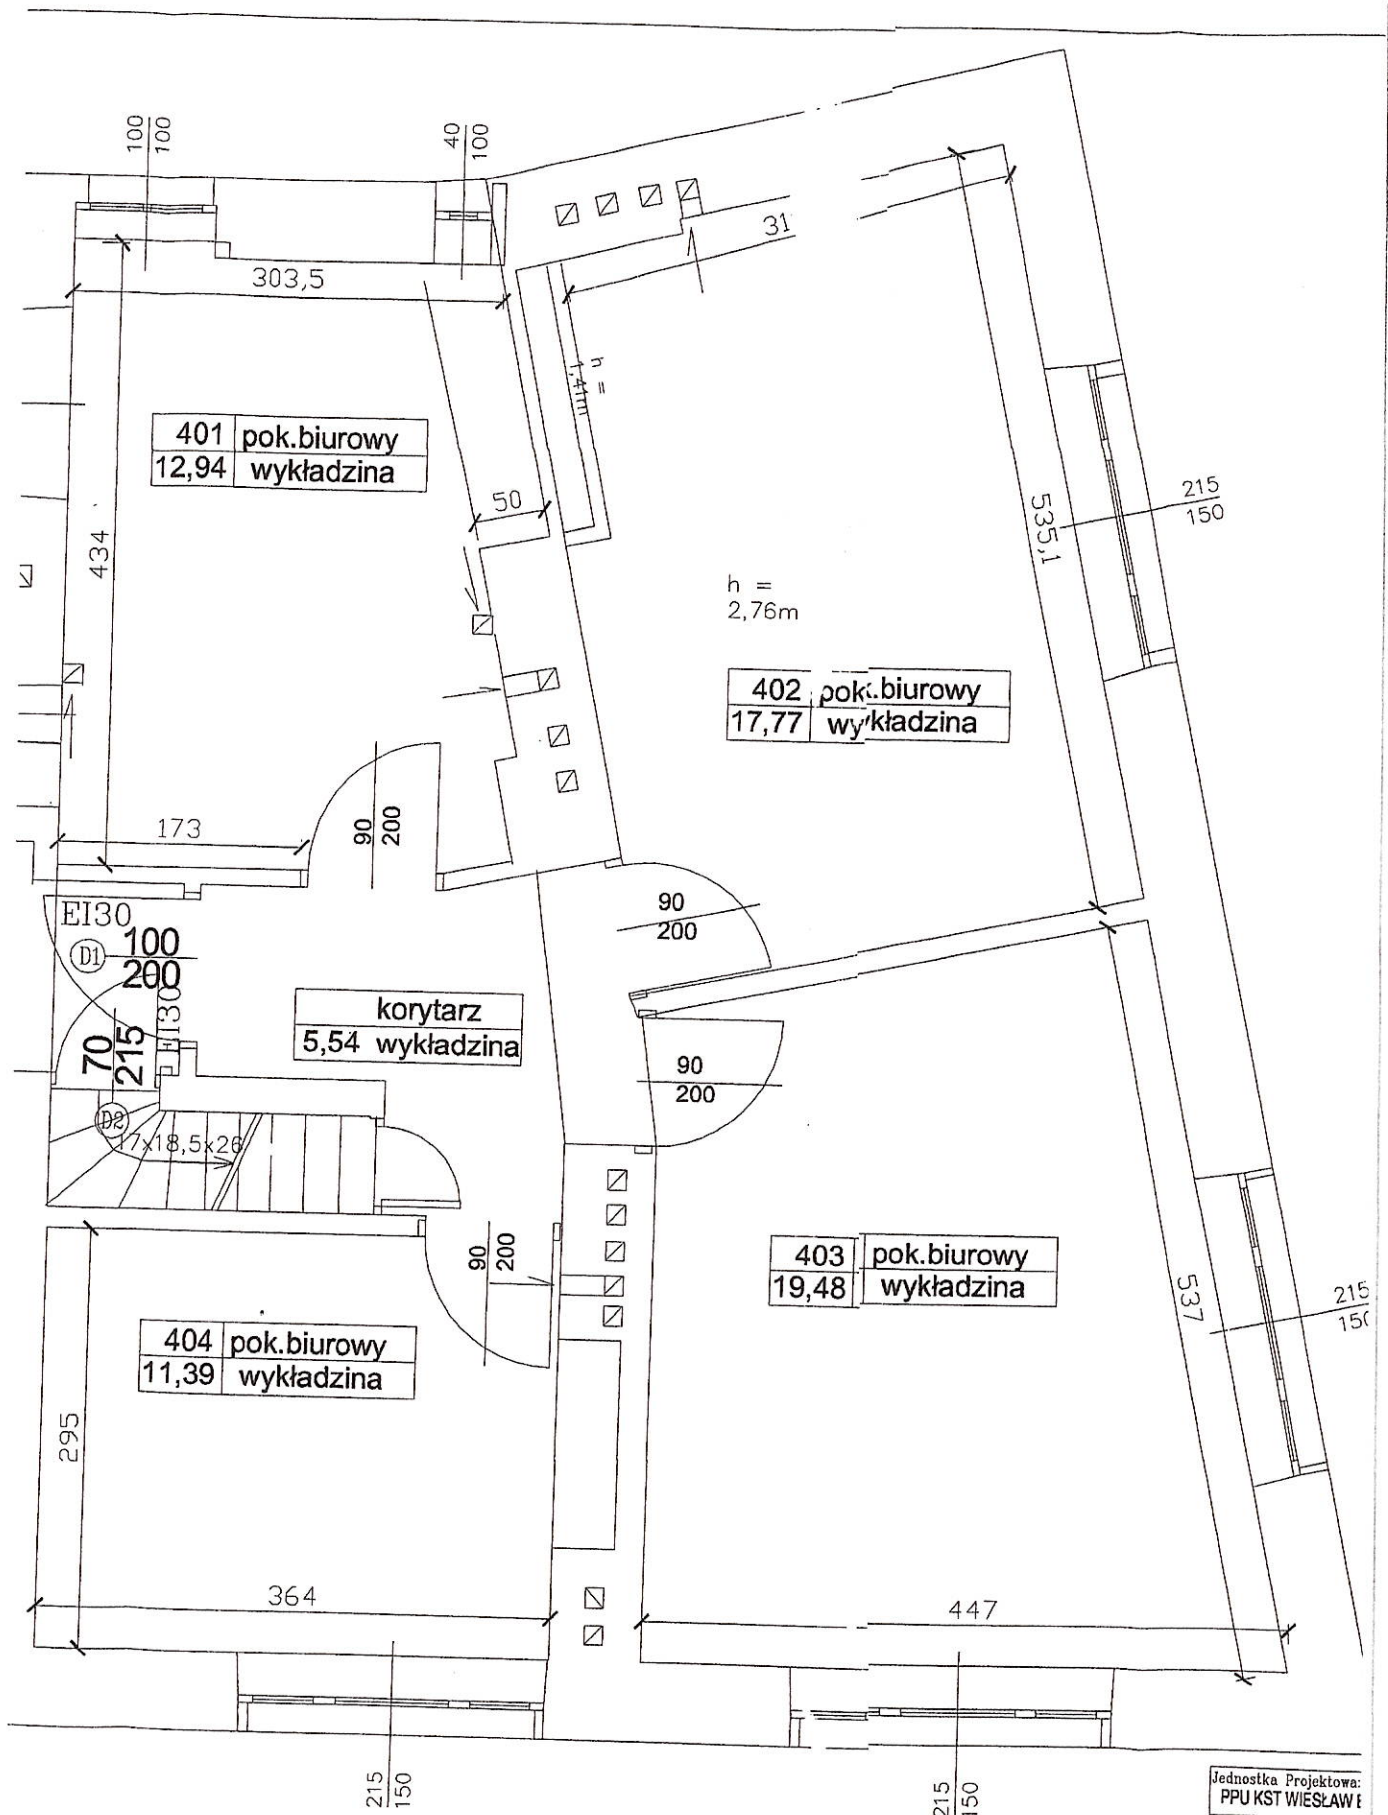 100
100
40
100
303,5
31
h =
1,41m
401 pok.biurowy
12,94 wykładzina
434
50
535,1
215
150
h =
2,76m
402 pok.biurowy
17,77 wykładzina
173
90
200
90
200
EI30
D1
100
200
EI30
70
215
D2
korytarz
5,54 wykładzina
90
200
17x18,5x26
90
200
403 pok.biurowy
19,48 wykładzina
537
215
150
404 pok.biurowy
11,39 wykładzina
295
364
447
215
150
215
150
Jednostka Projektowa:
PPU KST WIESŁAW